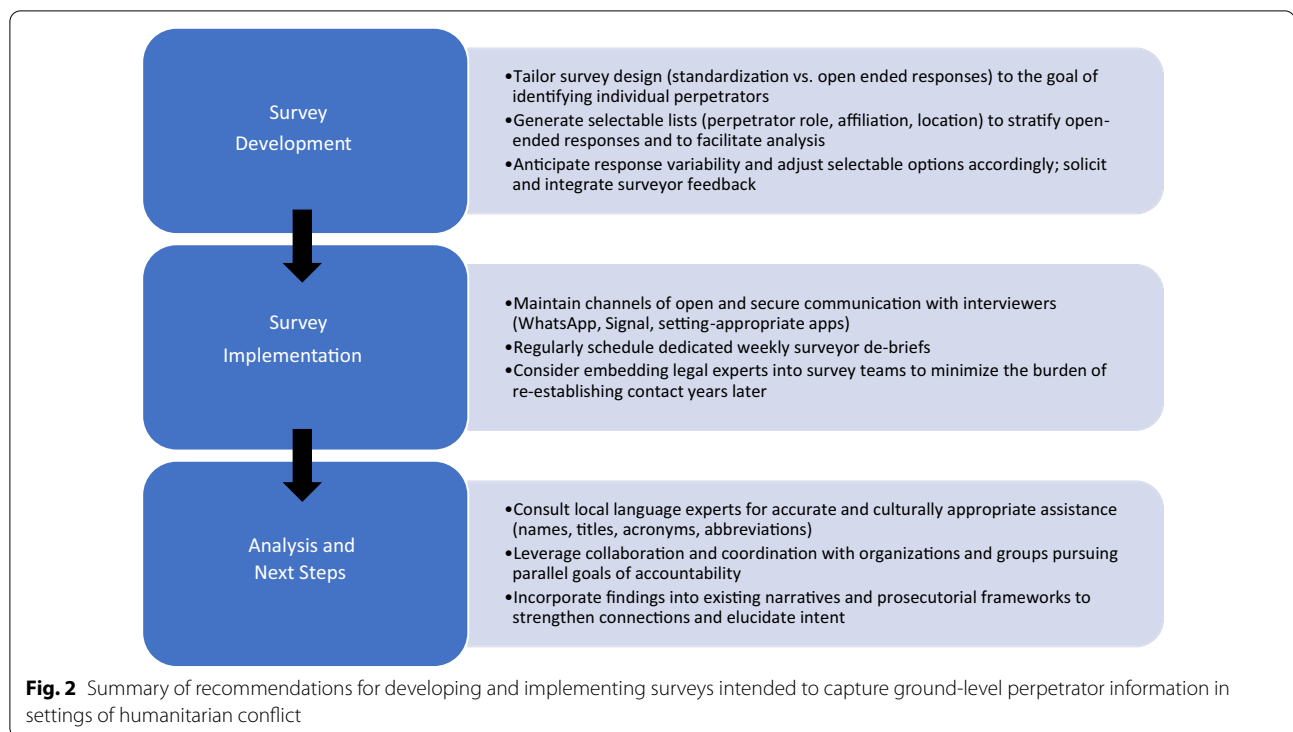 Survey
Development
•Tailor survey design (standardization vs. open ended responses) to the goal of
identifying individual perpetrators
•Generate selectable lists (perpetrator role, affiliation, location) to stratify open-
ended responses and to facilitate analysis
•Anticipate response variability and adjust selectable options accordingly; solicit
and integrate surveyor feedback
Survey
Implementation
•Maintain channels of open and secure communication with interviewers
(WhatsApp, Signal, setting-appropriate apps)
•Regularly schedule dedicated weekly surveyor de-briefs
•Consider embedding legal experts into survey teams to minimize the burden of
re-establishing contact years later
Analysis and
Next Steps
•Consult local language experts for accurate and culturally appropriate assistance
(names, titles, acronyms, abbreviations)
•Leverage collaboration and coordination with organizations and groups pursuing
parallel goals of accountability
•Incorporate findings into existing narratives and prosecutorial frameworks to
strengthen connections and elucidate intent
Fig. 2 Summary of recommendations for developing and implementing surveys intended to capture ground-level perpetrator information in
settings of humanitarian conflict